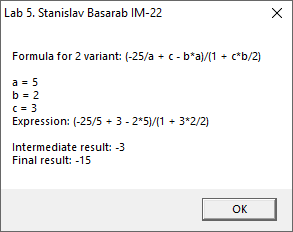 Lab 5. Stanislav Basarab IM-22
Formula for 2 variant: (-25/a + c - b*a)/(1 + c*b/2)
a = 5
b = 2
c = 3
Expression: (-25/5 + 3 - 2*5)/(1 + 3*2/2)
Intermediate result: -3
Final result: -15
OK